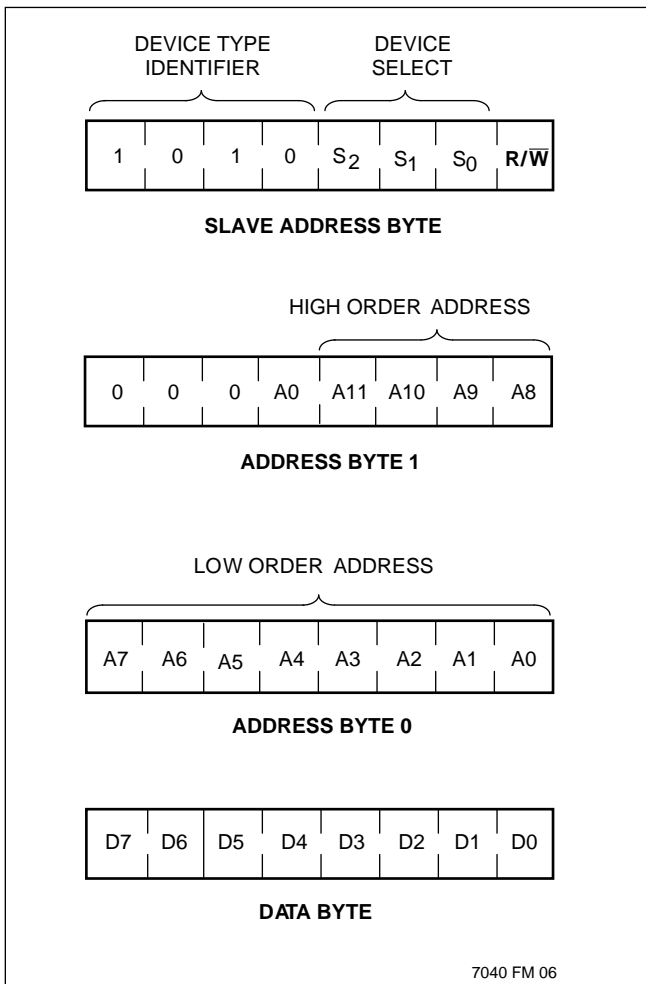 DEVICE TYPE DEVICE
IDENTIFIER SELECT
1 0 1 0 S2 S1 S0 R/W̅
SLAVE ADDRESS BYTE
HIGH ORDER ADDRESS
0 0 0 A0 A11 A10 A9 A8
ADDRESS BYTE 1
LOW ORDER ADDRESS
A7 A6 A5 A4 A3 A2 A1 A0
ADDRESS BYTE 0
D7 D6 D5 D4 D3 D2 D1 D0
DATA BYTE
7040 FM 06